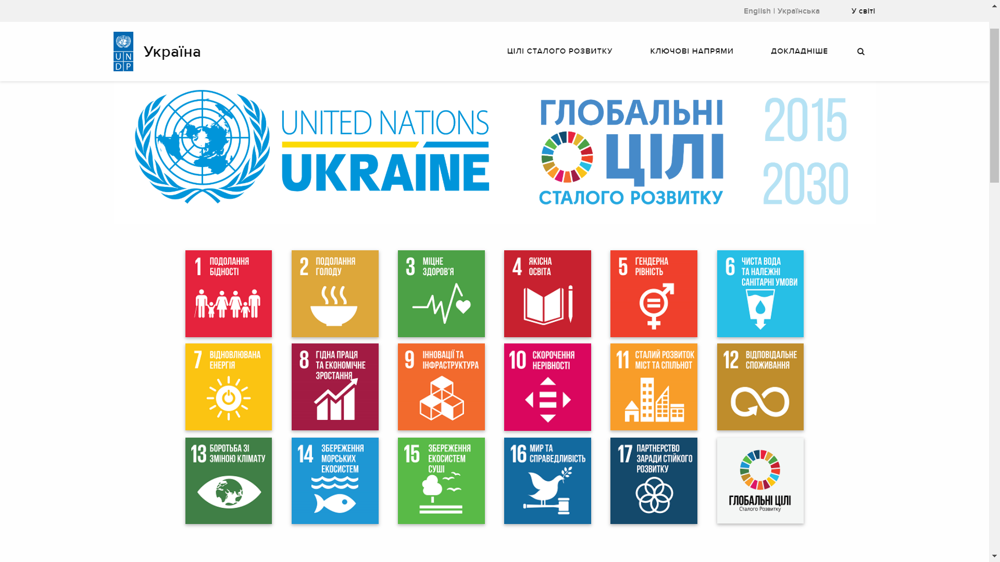 English | Українська
У світі
UN
DP
Україна
ЦІЛІ СТАЛОГО РОЗВИТКУ
КЛЮЧОВІ НАПРЯМИ
ДОКЛАДНІШЕ
UNITED NATIONS
UKRAINE
ГЛОБАЛЬНІ
ЦІЛІ
СТАЛОГО РОЗВИТКУ
2015
2030
1 ПОДОЛАННЯ
БІДНОСТІ
2 ПОДОЛАННЯ
ГОЛОДУ
3 МІЦНЕ
ЗДОРОВ'Я
4 ЯКІСНА
ОСВІТА
5 ҐЕНДЕРНА
РІВНІСТЬ
6 ЧИСТА ВОДА
ТА НАЛЕЖНІ
САНІТАРНІ УМОВИ
7 ВІДНОВЛЮВАНА
ЕНЕРГІЯ
8 ГІДНА ПРАЦЯ
ТА ЕКОНОМІЧНЕ
ЗРОСТАННЯ
9 ІННОВАЦІЇ ТА
ІНФРАСТРУКТУРА
10 СКОРОЧЕННЯ
НЕРІВНОСТІ
11 СТАЛИЙ РОЗВИТОК
МІСТ ТА СПІЛЬНОТ
12 ВІДПОВІДАЛЬНЕ
СПОЖИВАННЯ
13 БОРОТЬБА ЗІ
ЗМІНОЮ КЛІМАТУ
14 ЗБЕРЕЖЕННЯ
МОРСЬКИХ
ЕКОСИСТЕМ
15 ЗБЕРЕЖЕННЯ
ЕКОСИСТЕМ
СУШІ
16 МИР ТА
СПРАВЕДЛИВІСТЬ
17 ПАРТНЕРСТВО
ЗАРАДИ СТІЙКОГО
РОЗВИТКУ
ГЛОБАЛЬНІ ЦІЛІ
Сталого Розвитку